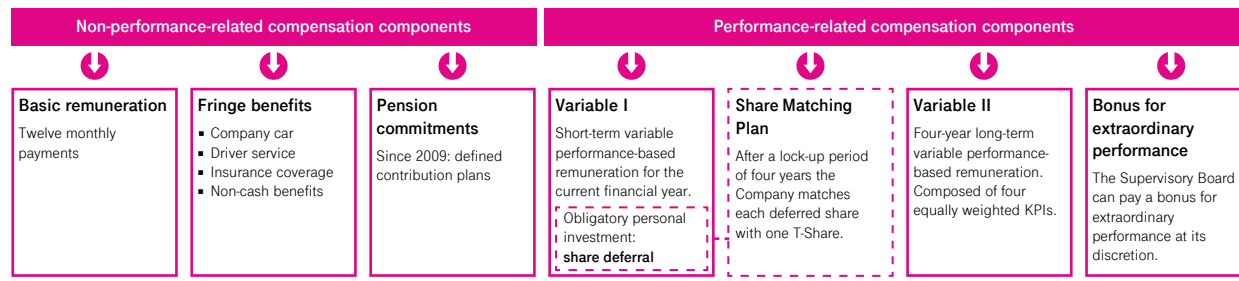 Non-performance-related compensation components
Performance-related compensation components
Basic remuneration
Twelve monthly
payments
Fringe benefits
▪ Company car
▪ Driver service
▪ Insurance coverage
▪ Non-cash benefits
Pension
commitments
Since 2009: defined
contribution plans
Variable I
Short-term variable
performance-based
remuneration for the
current financial year.
Obligatory personal
investment:
share deferral
Share Matching
Plan
After a lock-up period
of four years the
Company matches
each deferred share
with one T-Share.
Variable II
Four-year long-term
variable performance-
based remuneration.
Composed of four
equally weighted KPIs.
Bonus for
extraordinary
performance
The Supervisory Board
can pay a bonus for
extraordinary
performance at its
discretion.